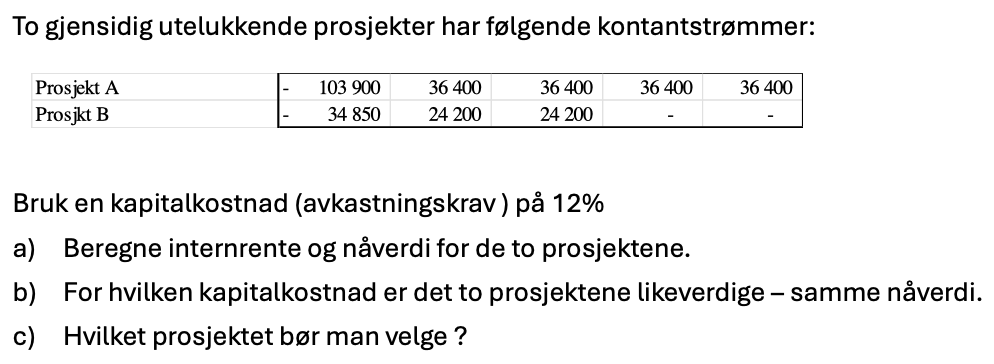 To gjensidig utelukkende prosjekter har følgende kontantstrømmer:
Prosjekt A - 103 900 36 400 36 400 36 400 36 400
Prosjkt B - 34 850 24 200 24 200 - -
Bruk en kapitalkostnad (avkastningskrav ) på 12%
a) Beregne internrente og nåverdi for de to prosjektene.
b) For hvilken kapitalkostnad er det to prosjektene likeverdige – samme nåverdi.
c) Hvilket prosjektet bør man velge ?